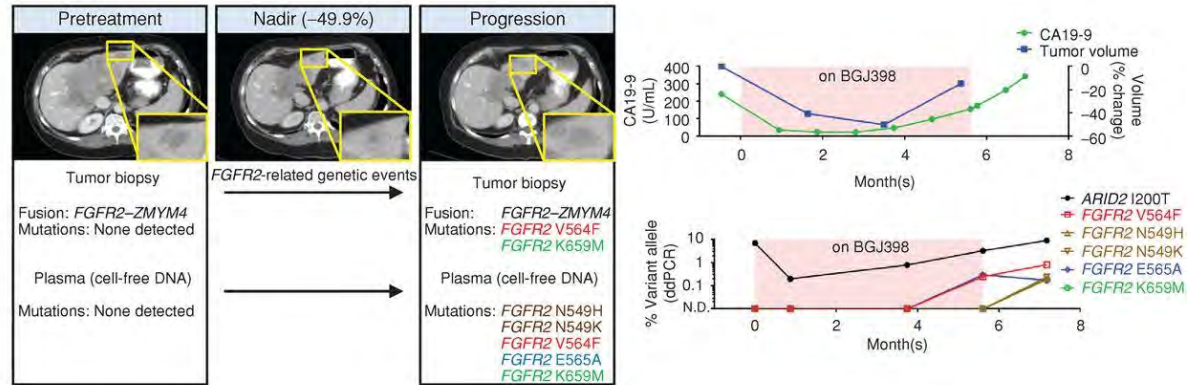 Pretreatment
Nadir (−49.9%)
Progression
Tumor biopsy
Fusion: FGFR2–ZMYM4
Mutations: None detected
Plasma (cell-free DNA)
Mutations: None detected
FGFR2-related genetic events
Tumor biopsy
Fusion: FGFR2–ZMYM4
Mutations: FGFR2 V564F
FGFR2 K659M
Plasma (cell-free DNA)
Mutations: FGFR2 N549H
FGFR2 N549K
FGFR2 V564F
FGFR2 E565A
FGFR2 K659M
CA19-9
Tumor volume
on BGJ398
CA19-9
(U/mL)
400
300
200
100
0
0
−20
−40
−60
Volume
(% change)
0 2 4 6 8
Month(s)
ARID2 I200T
FGFR2 V564F
FGFR2 N549H
FGFR2 N549K
FGFR2 E565A
FGFR2 K659M
on BGJ398
% Variant allele
(ddPCR)
10
1
0.1
N.D.
0 2 4 6 8
Month(s)